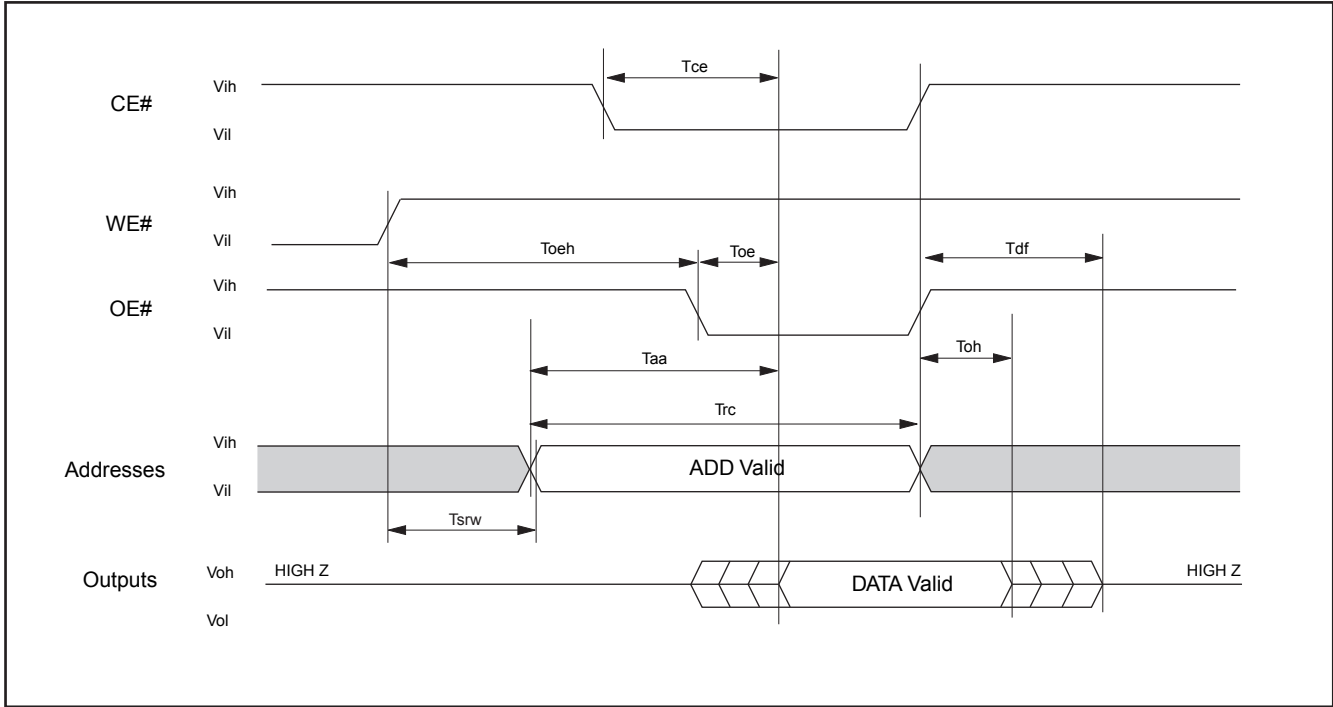 Tce
Vih
CE#
Vil
Vih
WE#
Vil
Toeh
Toe
Tdf
Vih
OE#
Vil
Toh
Taa
Trc
Vih
Addresses
ADD Valid
Vil
Tsrw
Outputs
Voh
HIGH Z
DATA Valid
HIGH Z
Vol